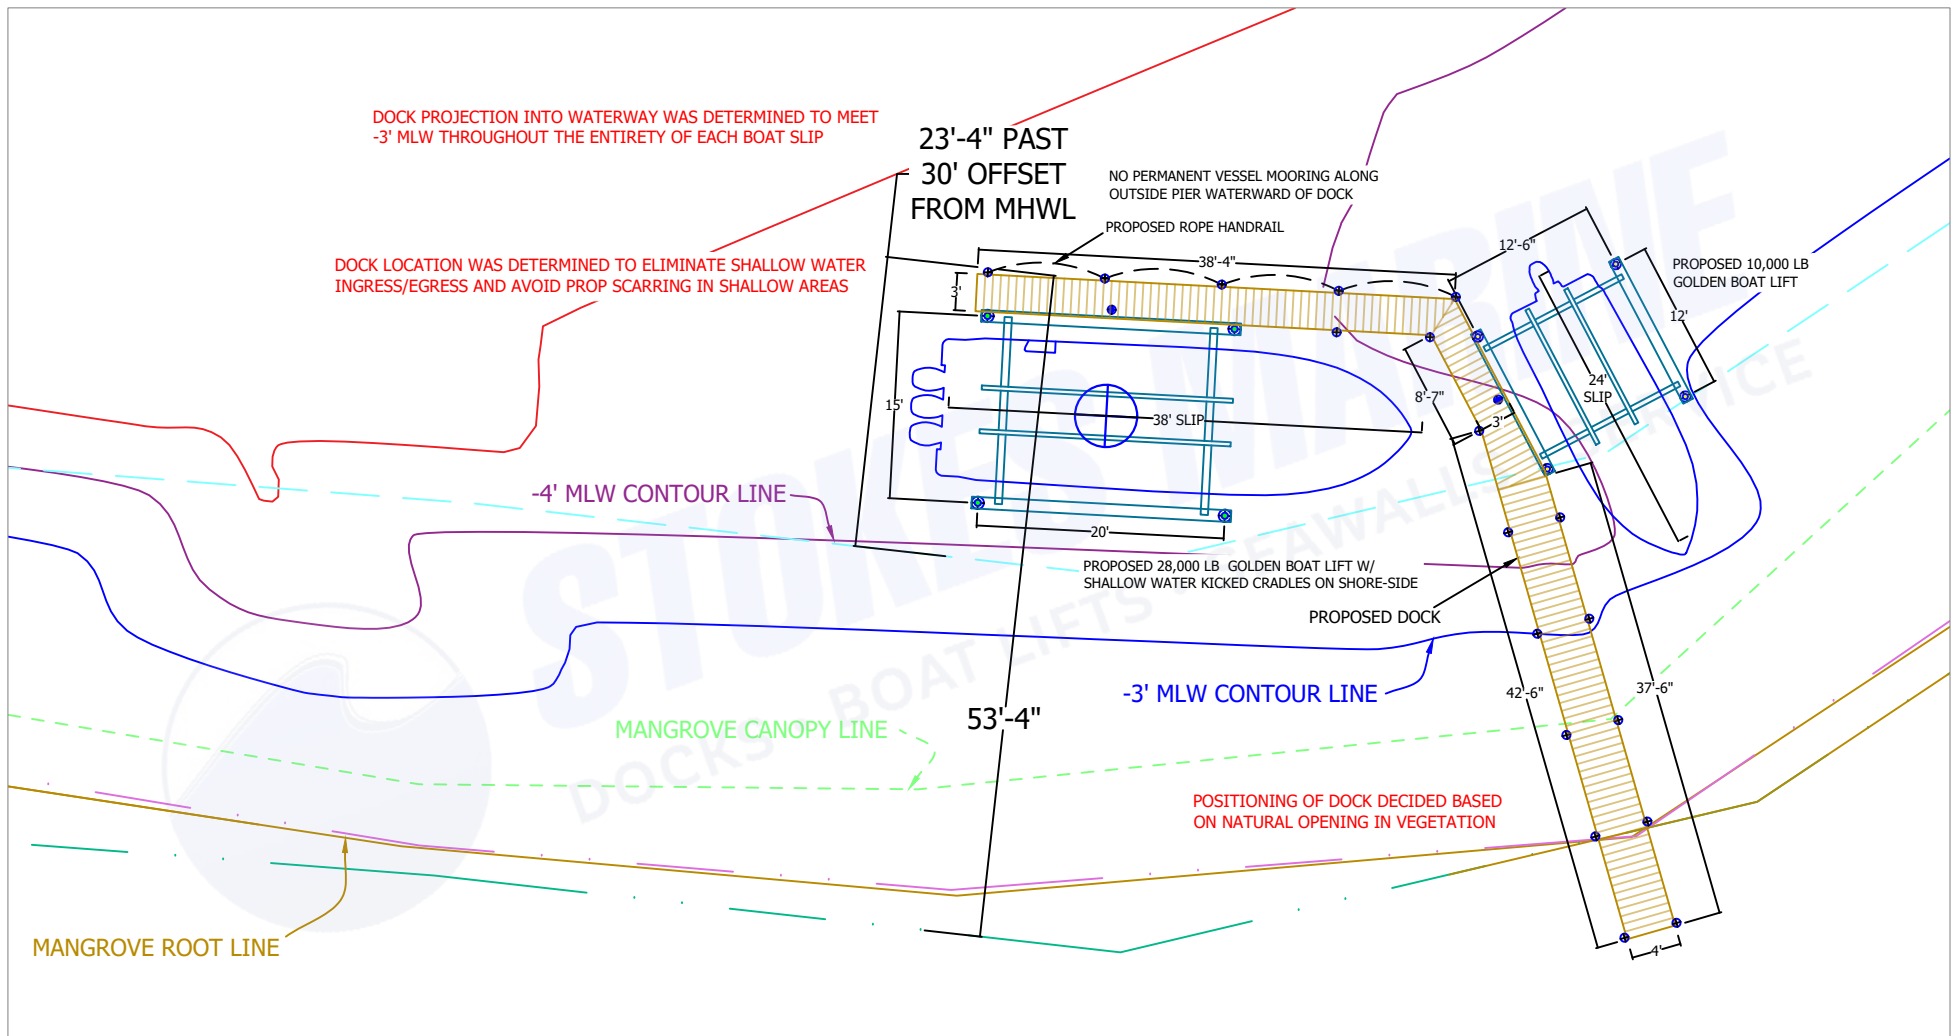 DOCK PROJECTION INTO WATERWAY WAS DETERMINED TO MEET
-3' MLW THROUGHOUT THE ENTIRETY OF EACH BOAT SLIP
23'-4" PAST
30' OFFSET
FROM MHWL
NO PERMANENT VESSEL MOORING ALONG
OUTSIDE PIER WATERWARD OF DOCK
PROPOSED ROPE HANDRAIL
DOCK LOCATION WAS DETERMINED TO ELIMINATE SHALLOW WATER
INGRESS/EGRESS AND AVOID PROP SCARRING IN SHALLOW AREAS
38'-4"
12'-6"
PROPOSED 10,000 LB
GOLDEN BOAT LIFT
3'
12'
24'
SLIP
8'-7"
15'
38' SLIP
3'
-4' MLW CONTOUR LINE
20'
PROPOSED 28,000 LB GOLDEN BOAT LIFT W/
SHALLOW WATER KICKED CRADLES ON SHORE-SIDE
PROPOSED DOCK
42'-6"
37'-6"
-3' MLW CONTOUR LINE
53'-4"
MANGROVE CANOPY LINE
POSITIONING OF DOCK DECIDED BASED
ON NATURAL OPENING IN VEGETATION
MANGROVE ROOT LINE
4'
STOKES MARINE
DOCKS - BOAT LIFTS - SEAWALLS - SERVICE